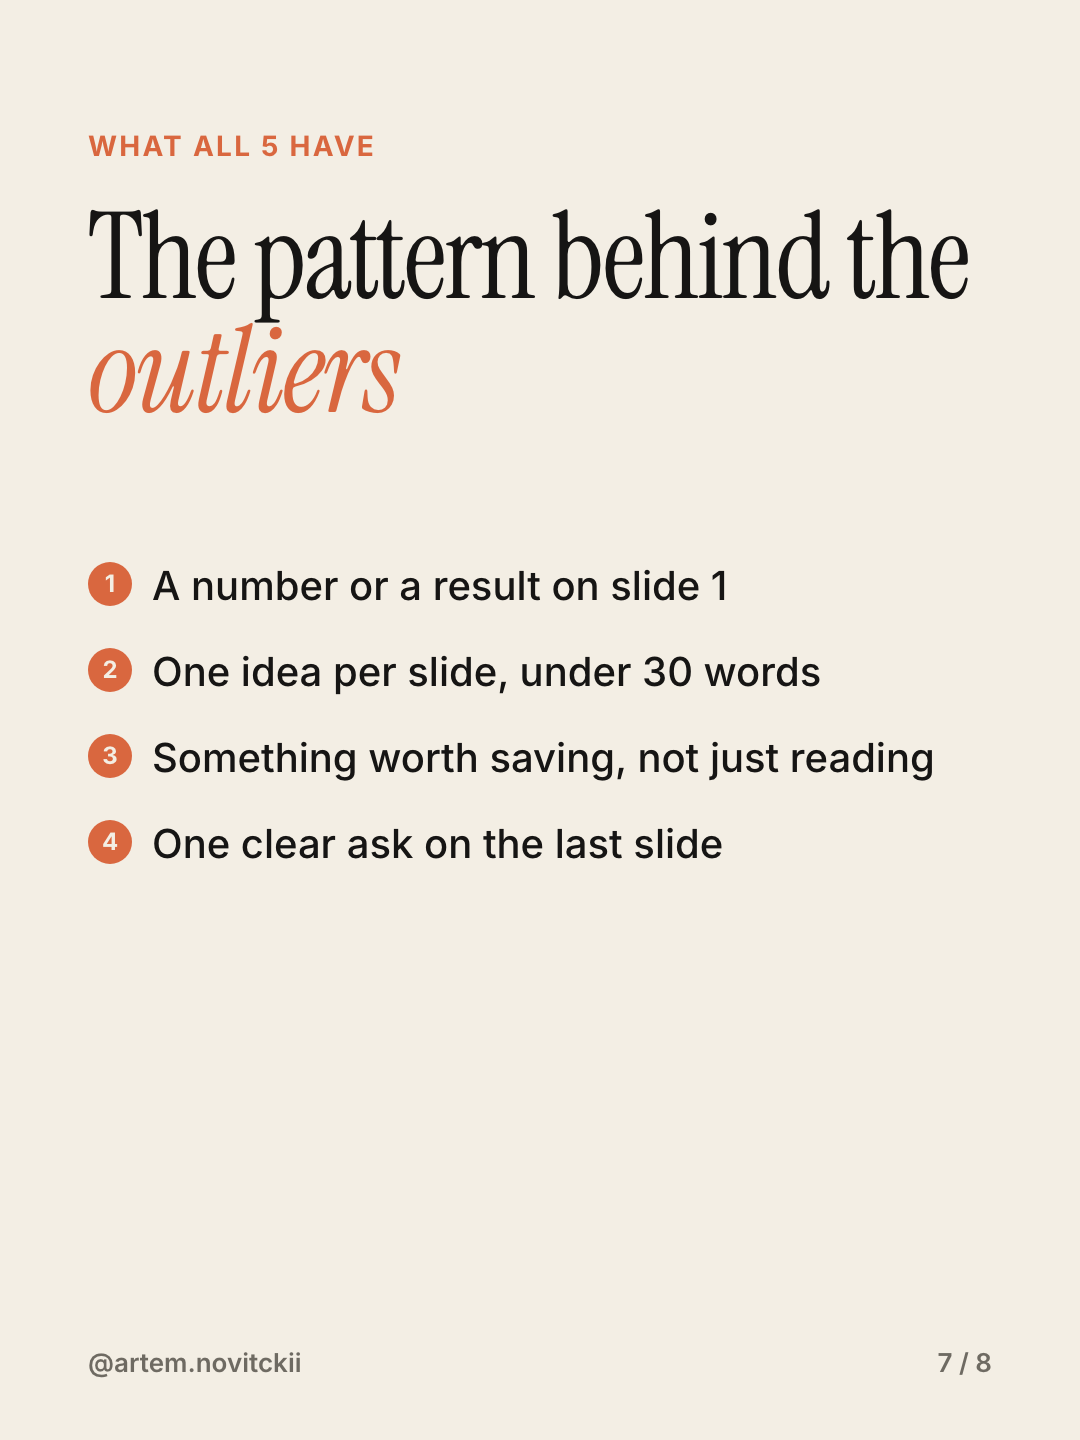 WHAT ALL 5 HAVE
The pattern behind the
outliers
1 A number or a result on slide 1
2 One idea per slide, under 30 words
3 Something worth saving, not just reading
4 One clear ask on the last slide
@artem.novitckii
7 / 8